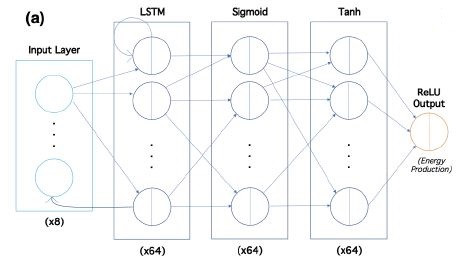 (a)
LSTM
Sigmoid
Tanh
Input Layer
ReLU
Output
(Energy
Production)
(x8)
(x64)
(x64)
(x64)